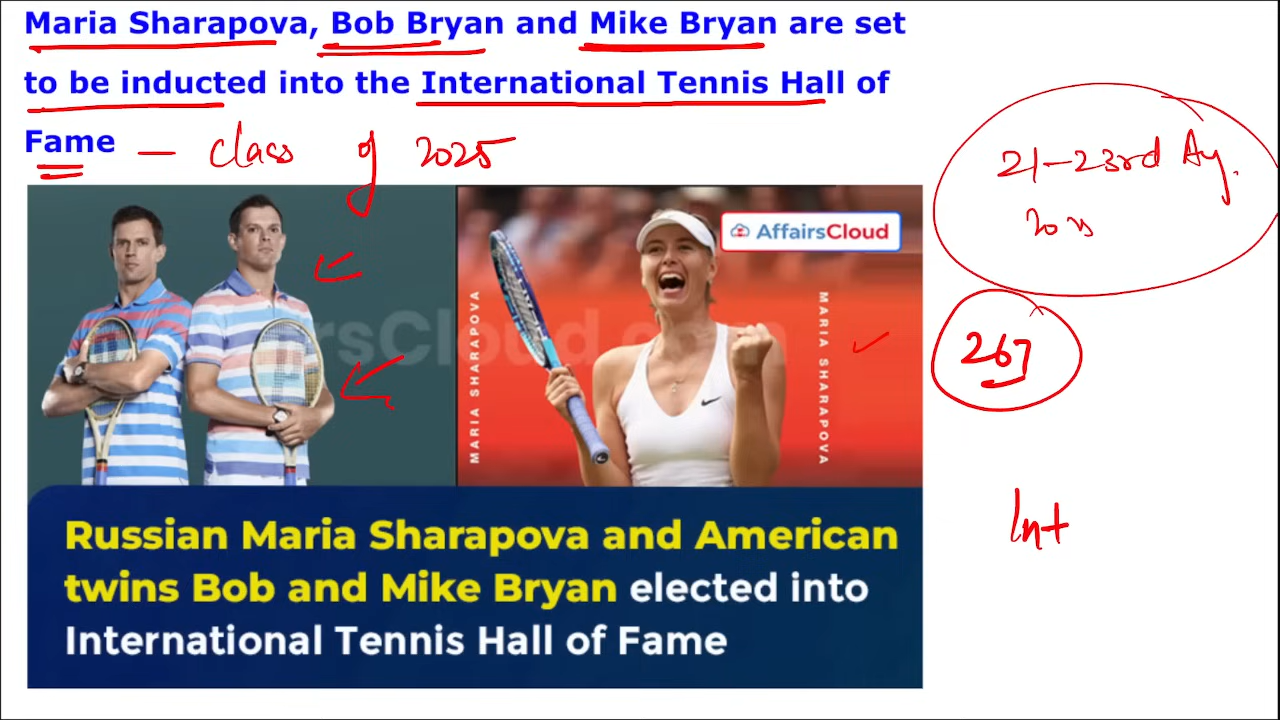 Maria Sharapova, Bob Bryan and Mike Bryan are set
to be inducted into the International Tennis Hall of
Fame – class of 2025
21-23rd Aug.
267
Int
AffairsCloud
MARIA SHARAPOVA
MARIA SHARAPOVA
Russian Maria Sharapova and American
twins Bob and Mike Bryan elected into
International Tennis Hall of Fame